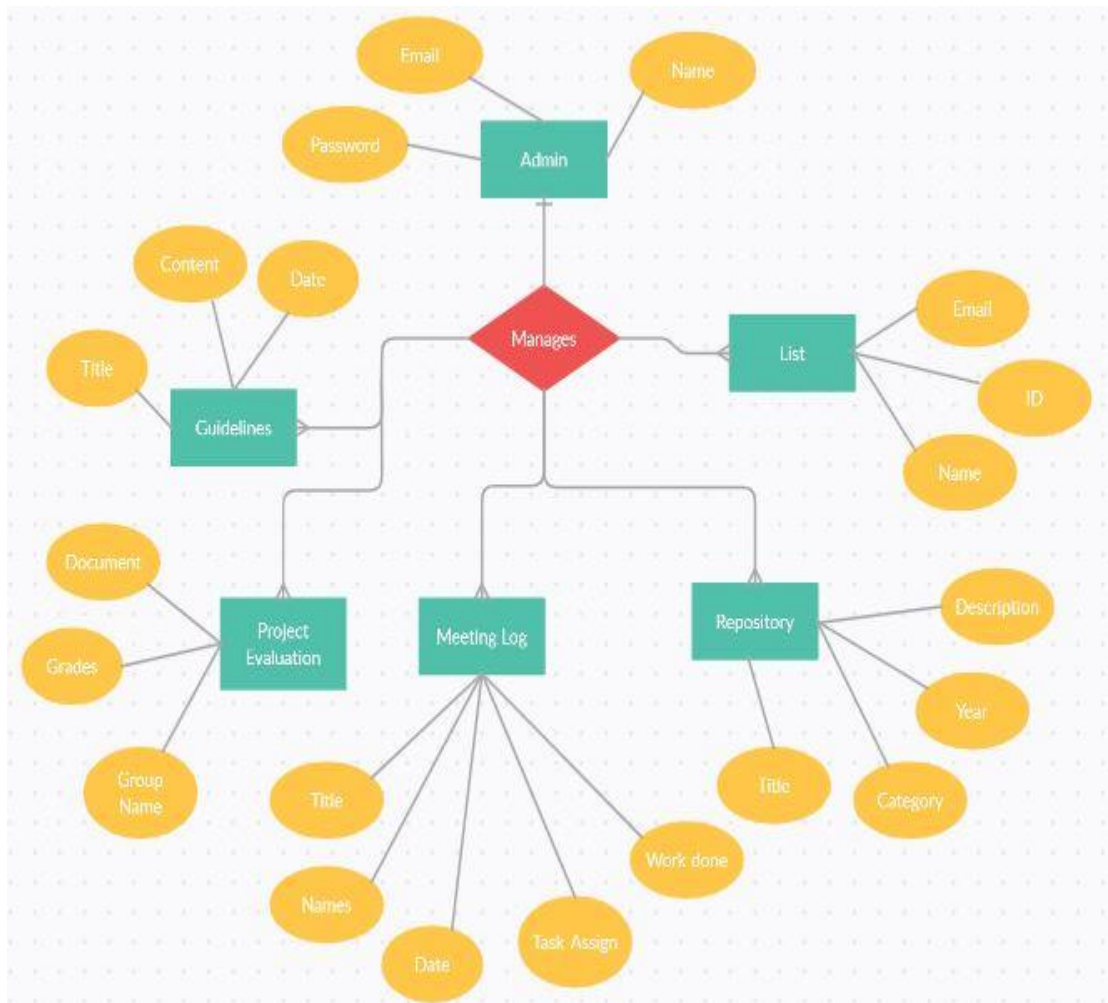 Email
Name
Password
Admin
Content
Date
Manages
Email
List
Title
ID
Guidelines
Name
Document
Description
Project
Evaluation
Meeting Log
Repository
Grades
Year
Group
Name
Title
Title
Category
Work done
Names
Task Assign
Date